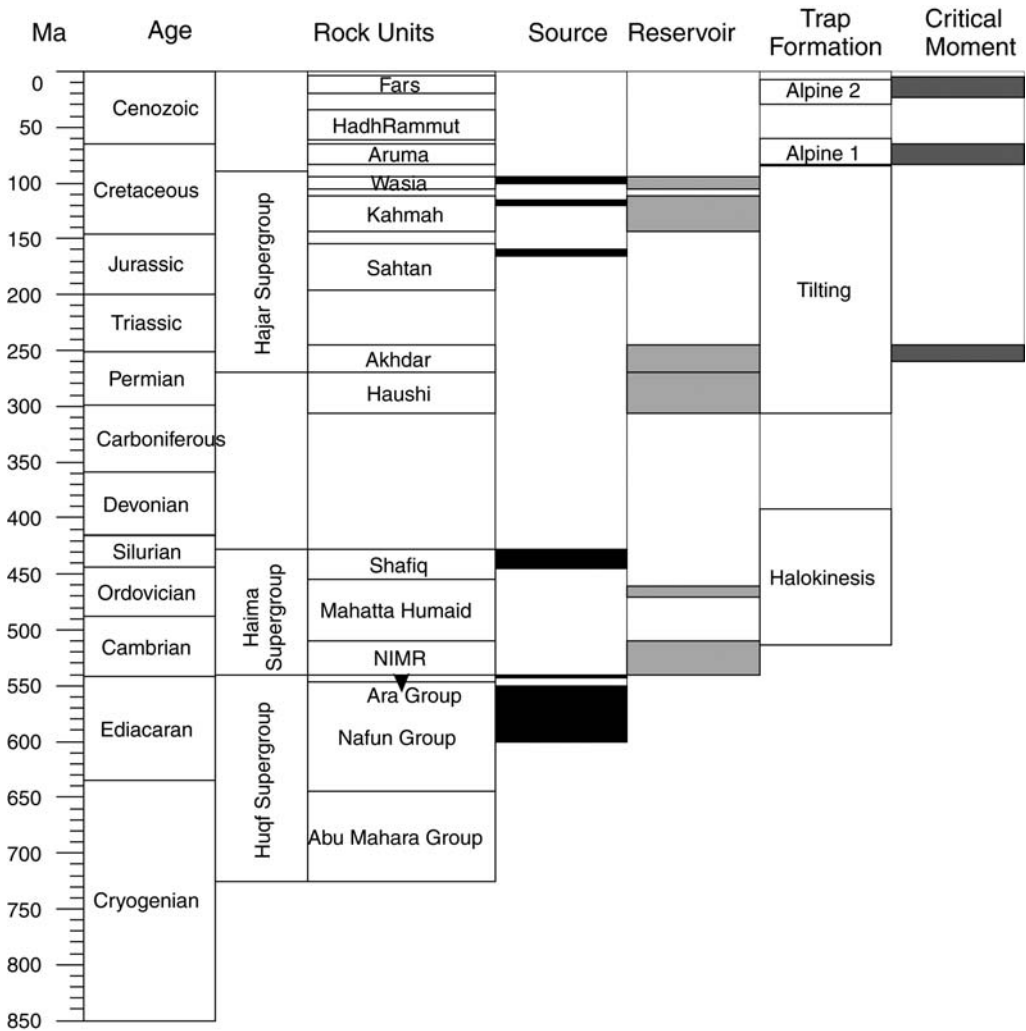 Ma
Age
Rock Units
Source
Reservoir
Trap
Formation
Critical
Moment
0
50
100
150
200
250
300
350
400
450
500
550
600
650
700
750
800
850
Cenozoic
Cretaceous
Jurassic
Triassic
Permian
Carboniferous
Devonian
Silurian
Ordovician
Cambrian
Ediacaran
Cryogenian
Hajar Supergroup
Haima
Supergroup
Huqf Supergroup
Fars
HadhRammut
Aruma
Wasia
Kahmah
Sahtan
Akhdar
Haushi
Shafiq
Mahatta Humaid
NIMR
Ara Group
Nafun Group
Abu Mahara Group
Alpine 2
Alpine 1
Tilting
Halokinesis